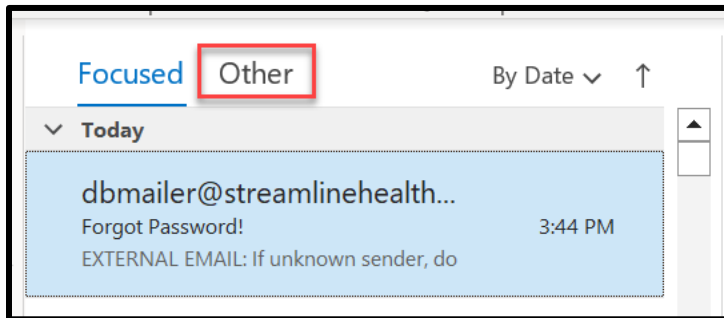 Focused Other By Date ↑
Today
dbmailer@streamlinehealth...
Forgot Password! 3:44 PM
EXTERNAL EMAIL: If unknown sender, do